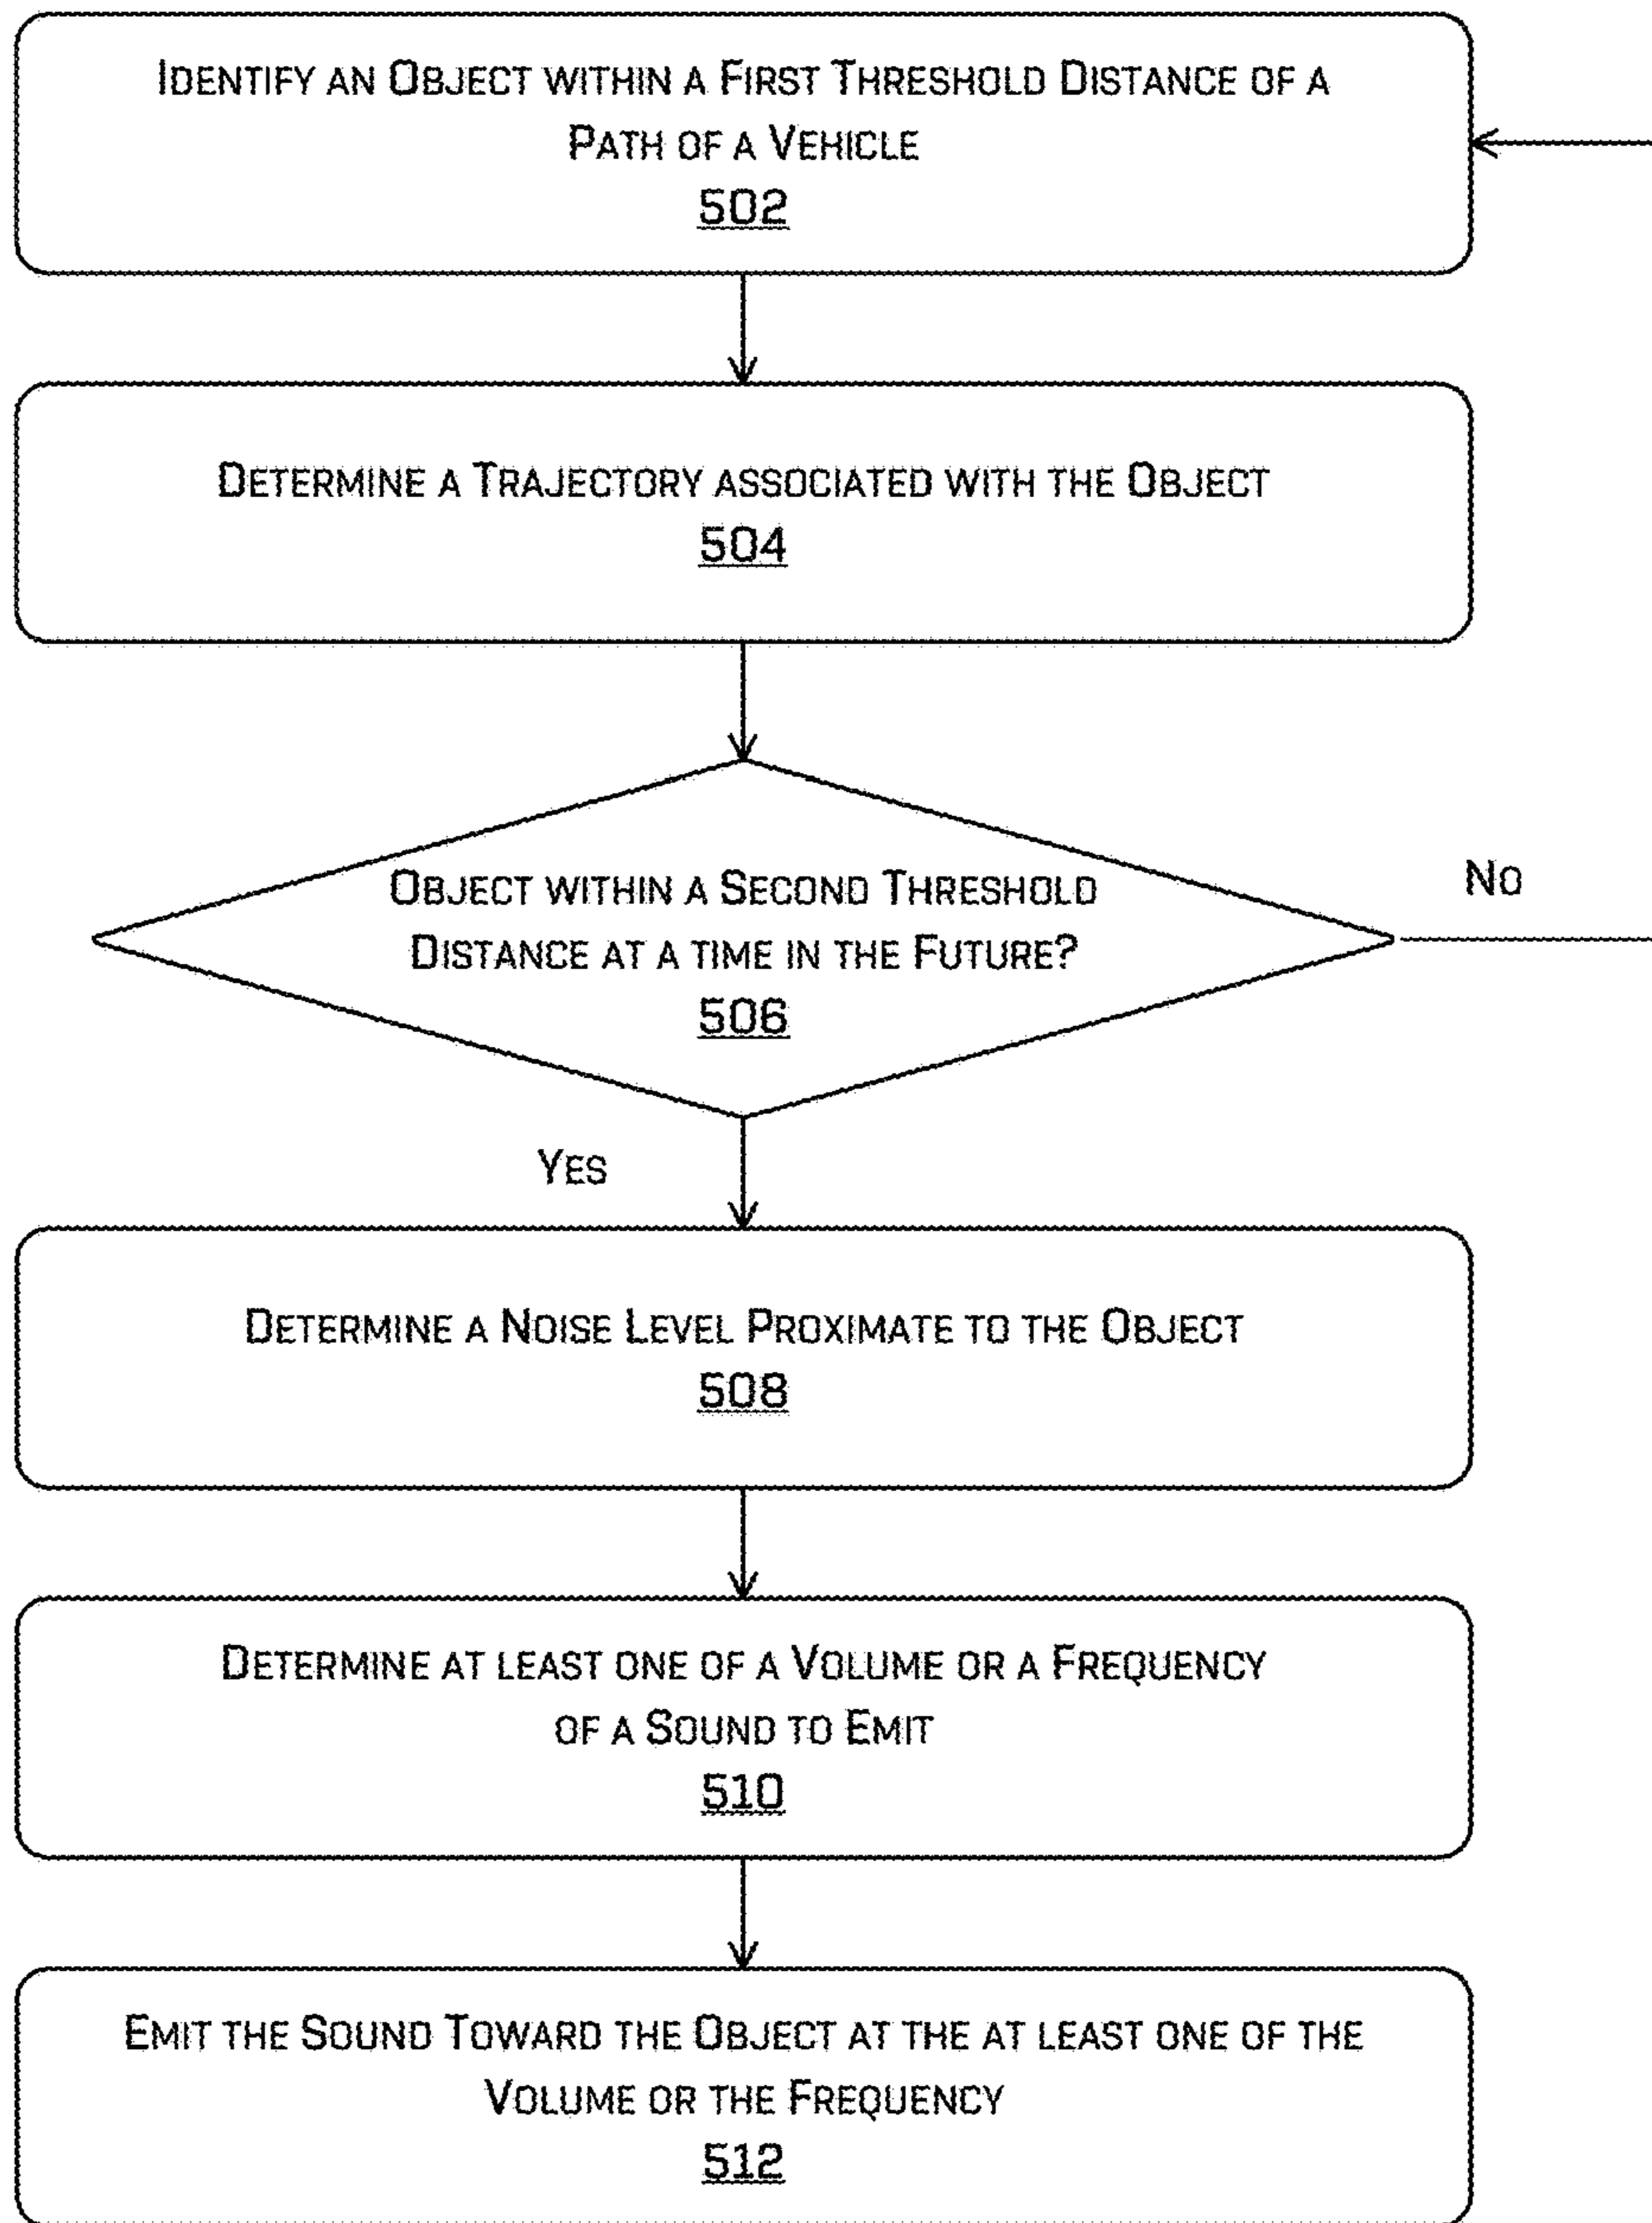 Identify an Object within a First Threshold Distance of a
Path of a Vehicle
502
Determine a Trajectory associated with the Object
504
Object within a Second Threshold
Distance at a time in the Future?
506
No
Yes
Determine a Noise Level Proximate to the Object
508
Determine at least one of a Volume or a Frequency
of a Sound to Emit
510
Emit the Sound Toward the Object at the at least one of the
Volume or the Frequency
512